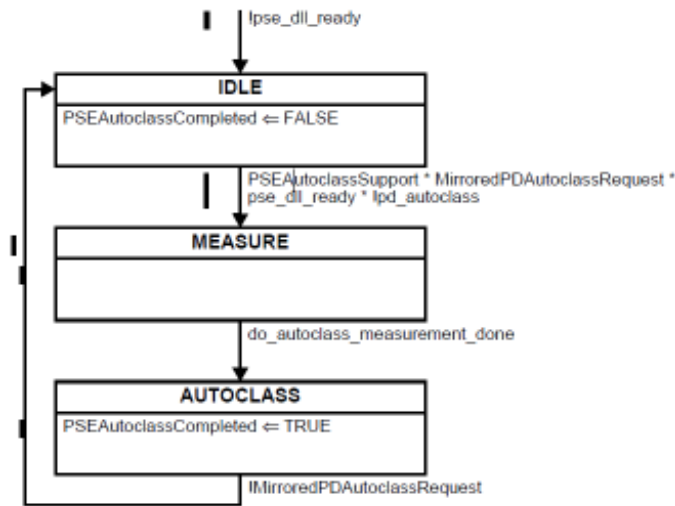 !pse_dll_ready
IDLE
PSEAutoclassCompleted ⇐ FALSE
PSEAutoclassSupport * MirroredPDAutoclassRequest *
pse_dll_ready * !pd_autoclass
MEASURE
do_autoclass_measurement_done
AUTOCLASS
PSEAutoclassCompleted ⇐ TRUE
!MirroredPDAutoclassRequest